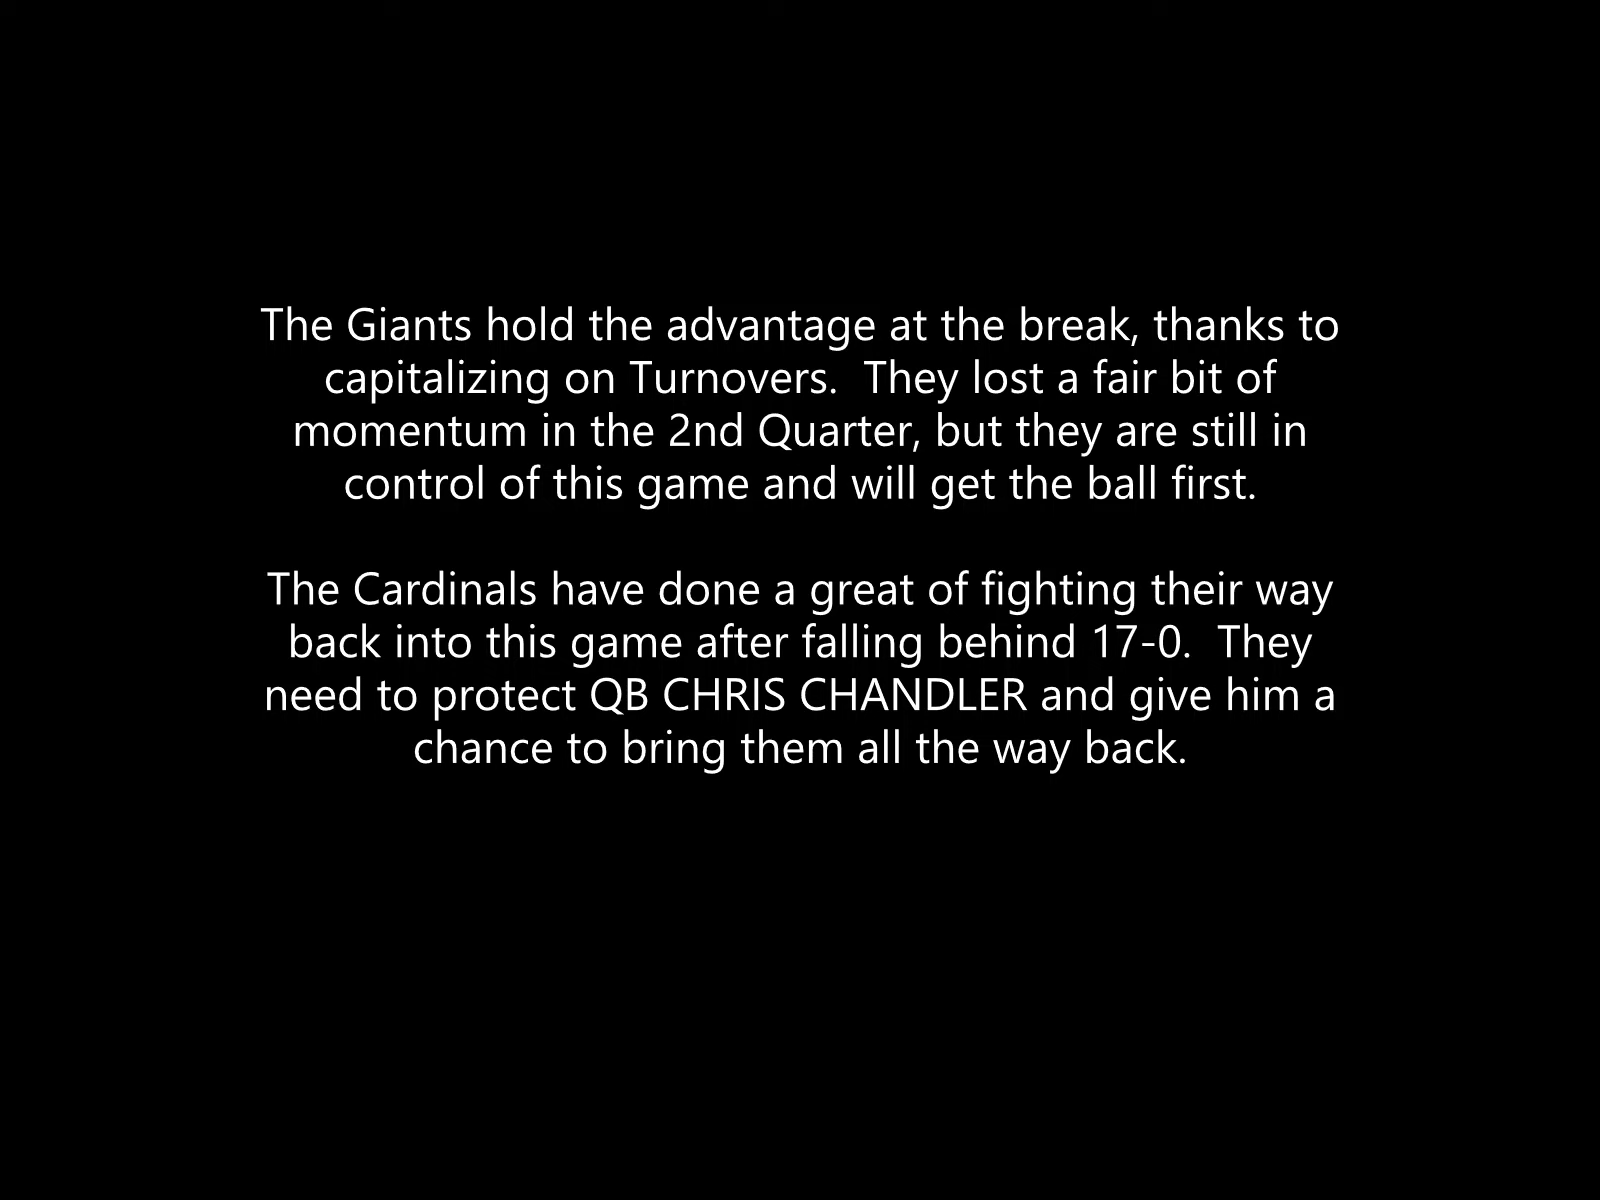 The Giants hold the advantage at the break, thanks to
capitalizing on Turnovers.  They lost a fair bit of
momentum in the 2nd Quarter, but they are still in
control of this game and will get the ball first.

The Cardinals have done a great of fighting their way
back into this game after falling behind 17-0.  They
need to protect QB CHRIS CHANDLER and give him a
chance to bring them all the way back.